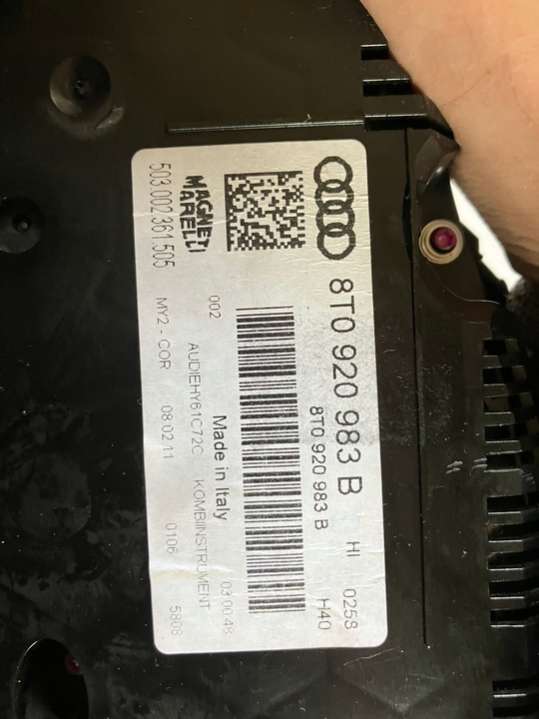 8T0 920 983 B HI 0258
8T0 920 983 B H40
Made in Italy 03:00:48
002 AUDIEHY61C72C KOMBIINSTRUMENT
MAGNETI
MARELLI
503.002.361.505 MY2 - COR 08.02.11 0106 5808